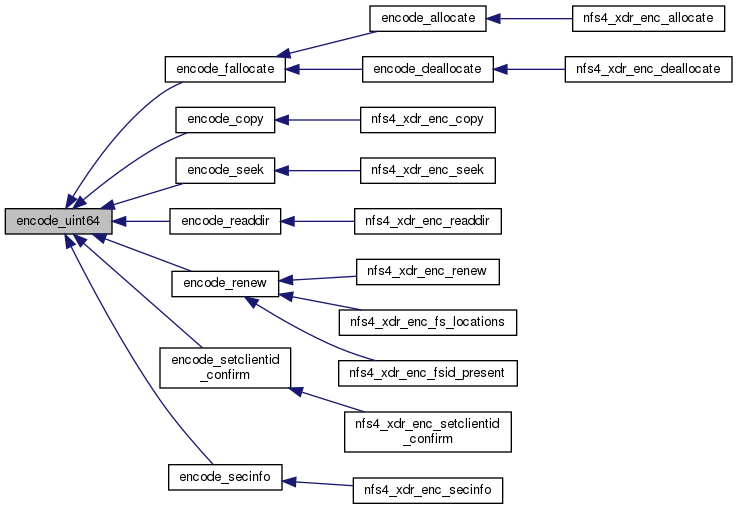 encode_allocate
nfs4_xdr_enc_allocate
encode_fallocate
encode_deallocate
nfs4_xdr_enc_deallocate
encode_copy
nfs4_xdr_enc_copy
encode_seek
nfs4_xdr_enc_seek
encode_uint64
encode_readdir
nfs4_xdr_enc_readdir
encode_renew
nfs4_xdr_enc_renew
nfs4_xdr_enc_fs_locations
nfs4_xdr_enc_fsid_present
encode_setclientid
_confirm
nfs4_xdr_enc_setclientid
_confirm
encode_secinfo
nfs4_xdr_enc_secinfo